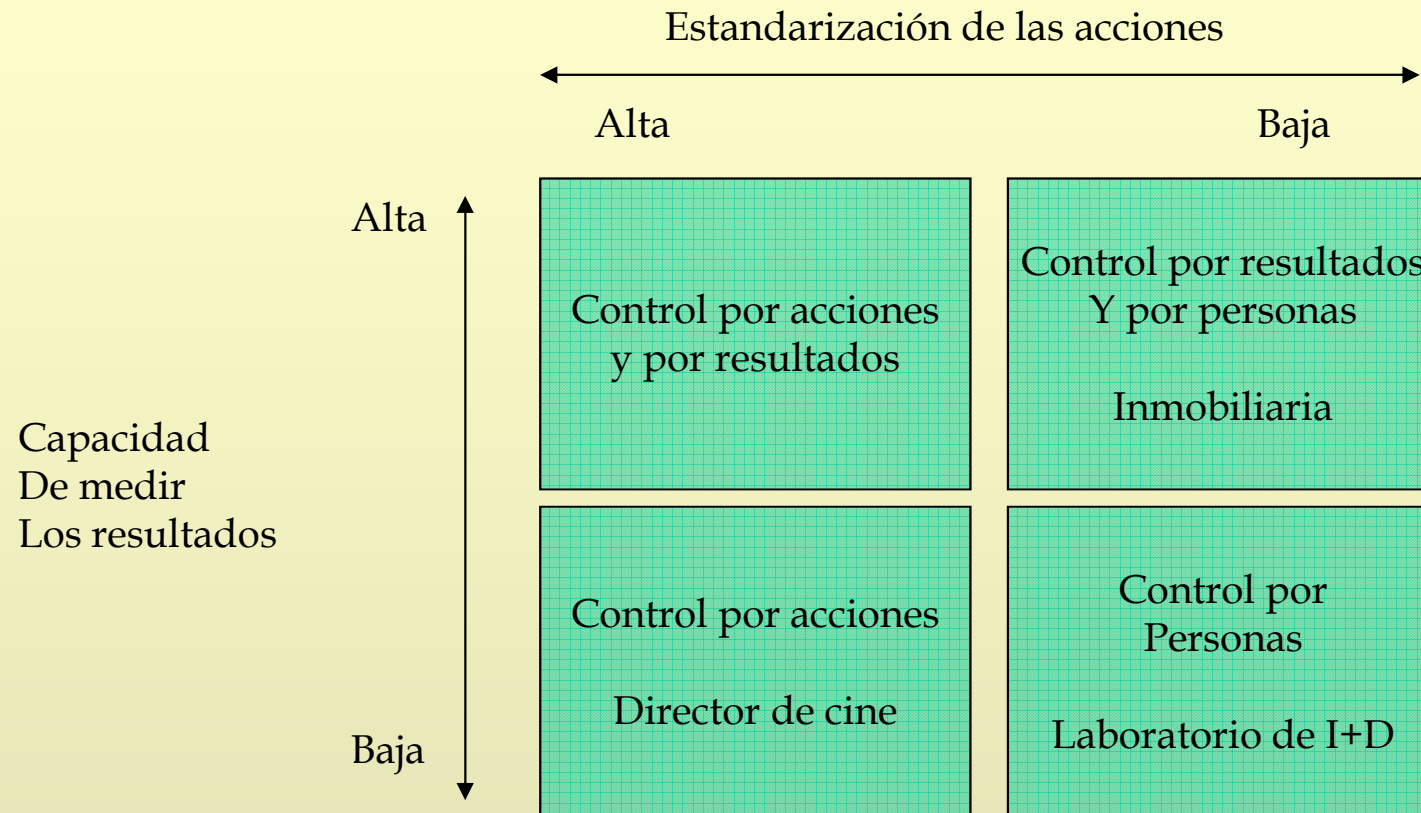 Estandarización de las acciones
Alta
Baja
Alta
Baja
Capacidad
De medir
Los resultados
Control por acciones
y por resultados
Control por resultados
Y por personas
Inmobiliaria
Control por acciones
Director de cine
Control por
Personas
Laboratorio de I+D